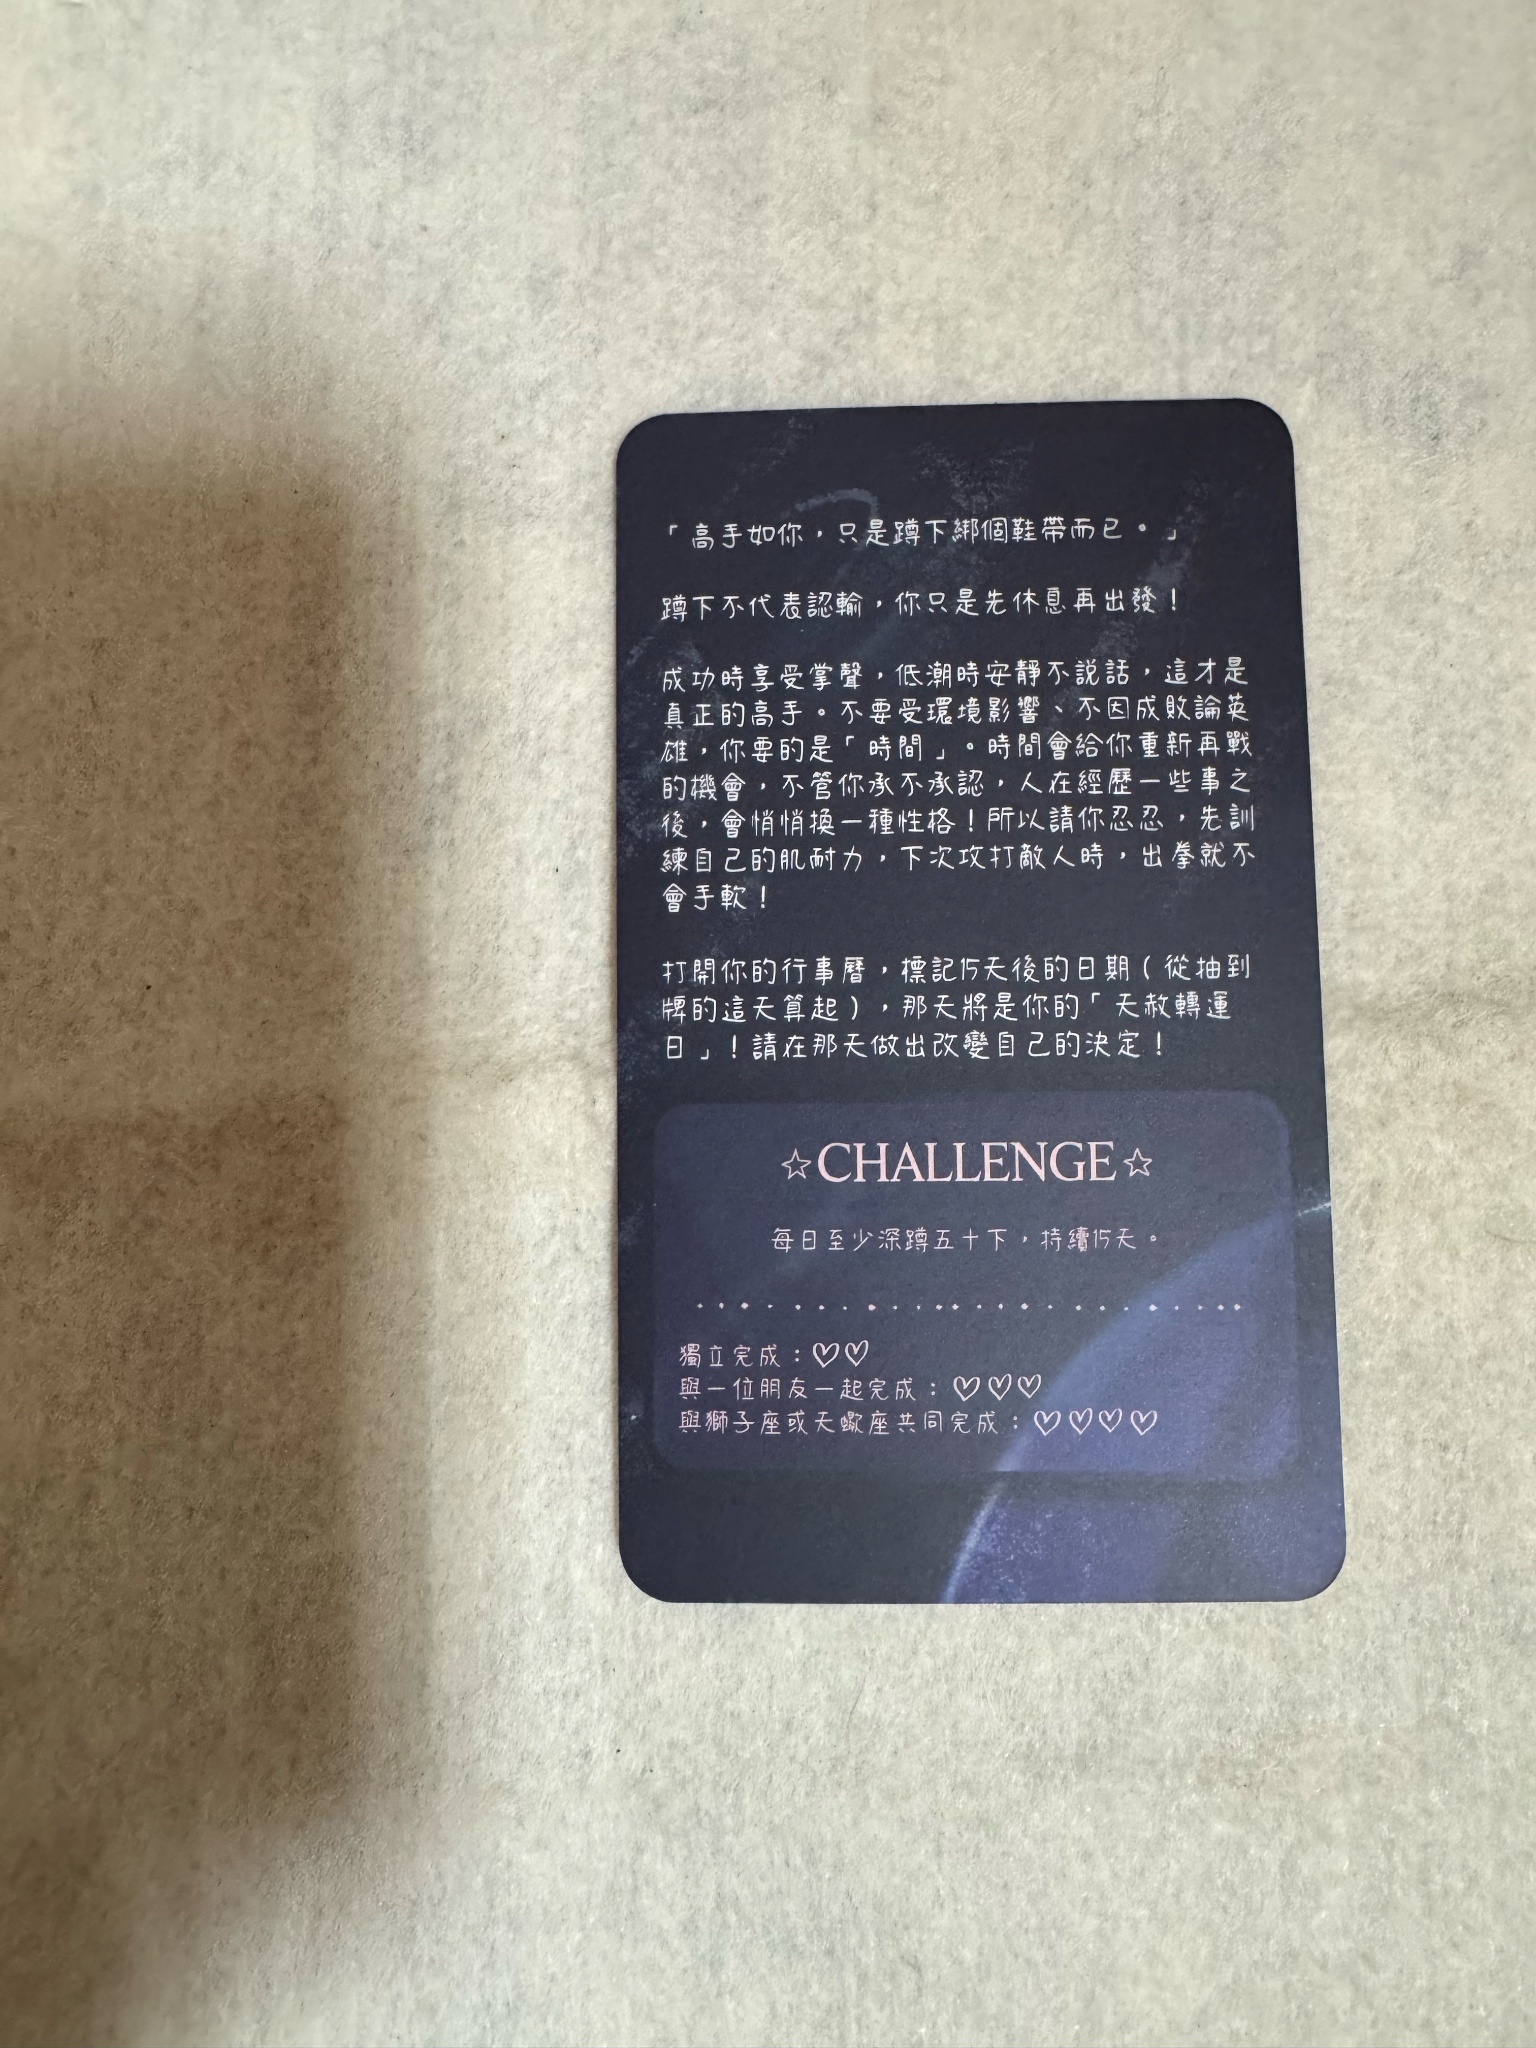 「高手如你，只是蹲下綁個鞋帶而已。」
蹲下不代表認輸，你只是先休息再出發！
成功時享受掌聲，低潮時安靜不說話，這才是
真正的高手。不要受環境影響、不因成敗論英
雄，你要的是「時間」。時間會給你重新再戰
的機會，不管你承不承認，人在經歷一些事之
後，會悄悄換一種性格！所以請你忍忍，先訓
練自己的肌耐力，下次攻打敵人時，出拳就不
會手軟！
打開你的行事曆，標記15天後的日期（從抽到
牌的這天算起），那天將是你的「天赦轉運
日」！請在那天做出改變自己的決定！
☆CHALLENGE☆
每日至少深蹲五十下，持續15天。
獨立完成：♡♡
與一位朋友一起完成：♡♡♡
與獅子座或天蠍座共同完成：♡♡♡♡